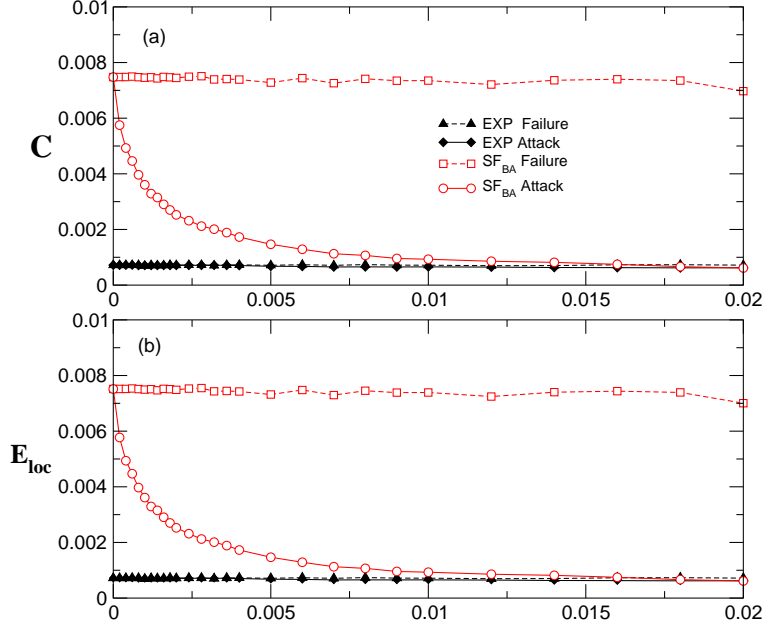 0.01
(a)
0.008
0.006
C
EXP Failure
EXP Attack
0.004
SF_BA Failure
SF_BA Attack
0.002
0
0 0.005 0.01 0.015 0.02
0.01
(b)
0.008
0.006
E_loc
0.004
0.002
0
0 0.005 0.01 0.015 0.02